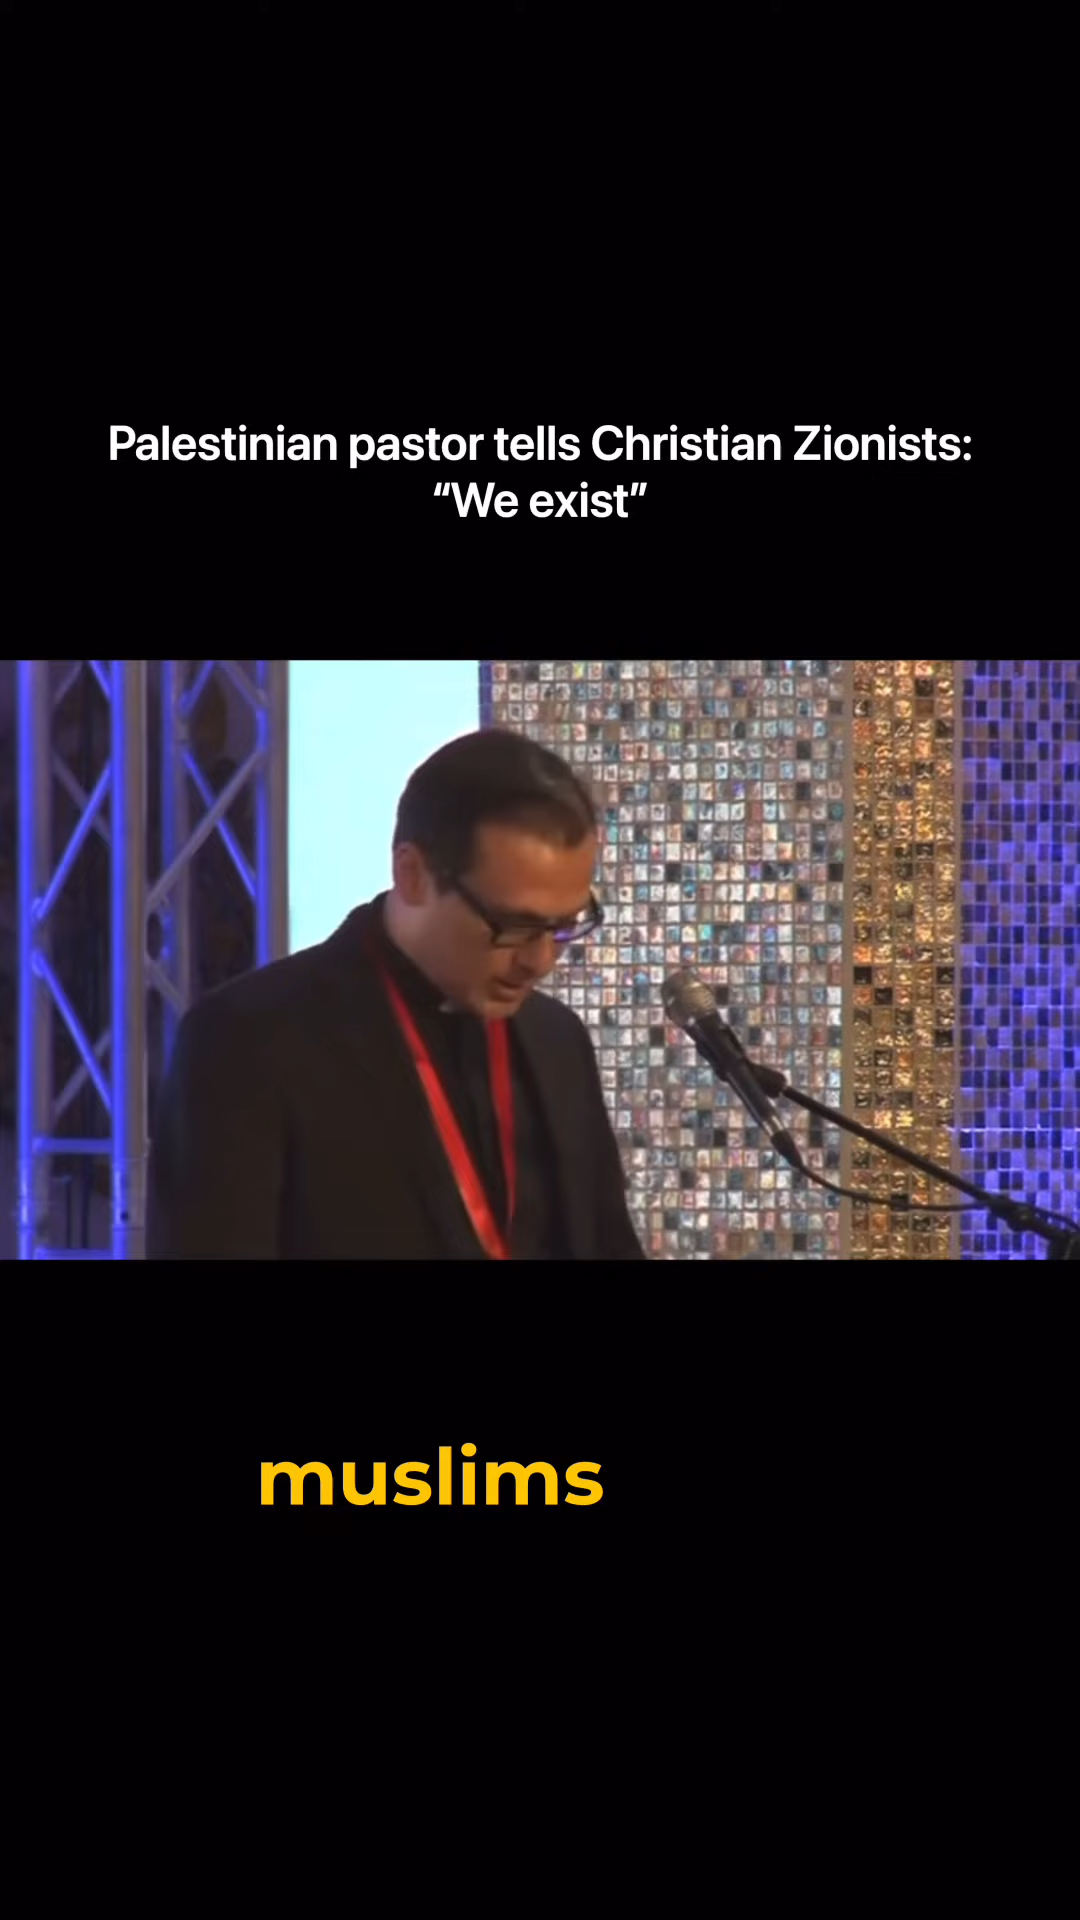 Palestinian pastor tells Christian Zionists:
“We exist”
muslims